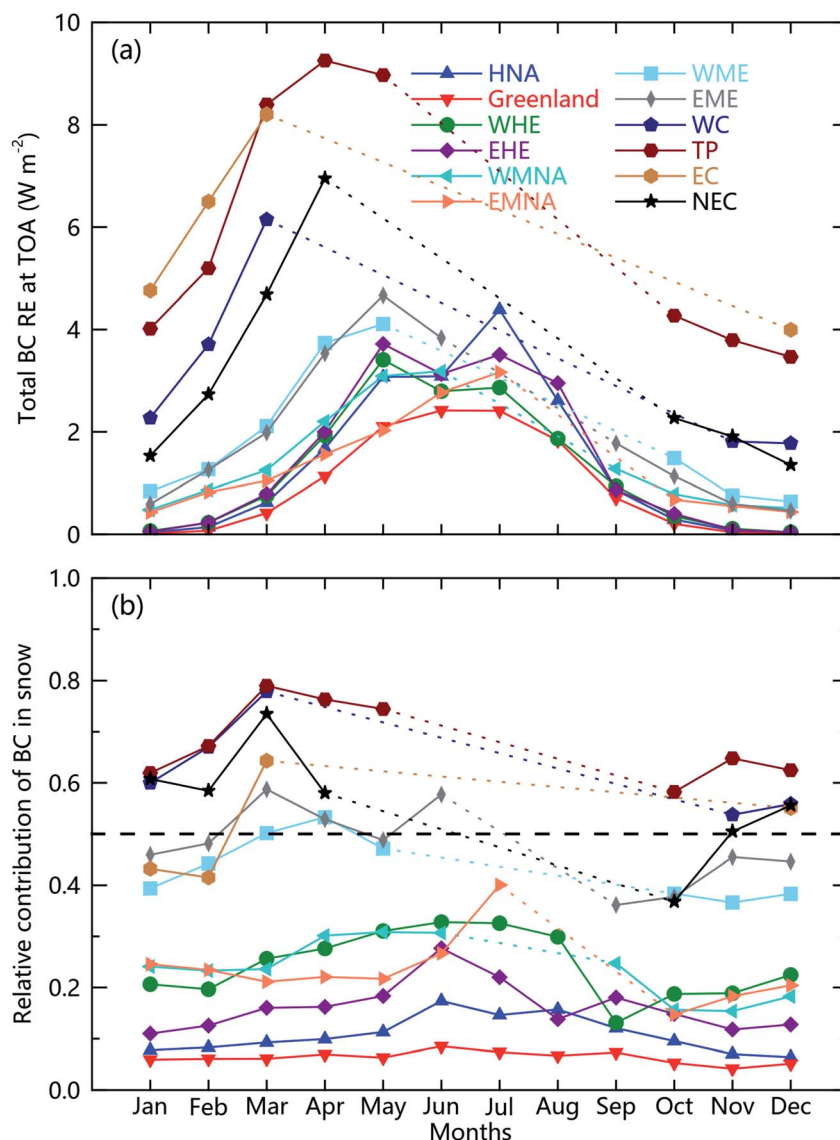 (a)
Total BC RE at TOA (W m⁻²)
10
8
6
4
2
0
HNA
Greenland
WHE
EHE
WMNA
EMNA
WME
EME
WC
TP
EC
NEC
(b)
Relative contribution of BC in snow
1.0
0.8
0.6
0.4
0.2
0.0
Jan Feb Mar Apr May Jun Jul Aug Sep Oct Nov Dec
Months